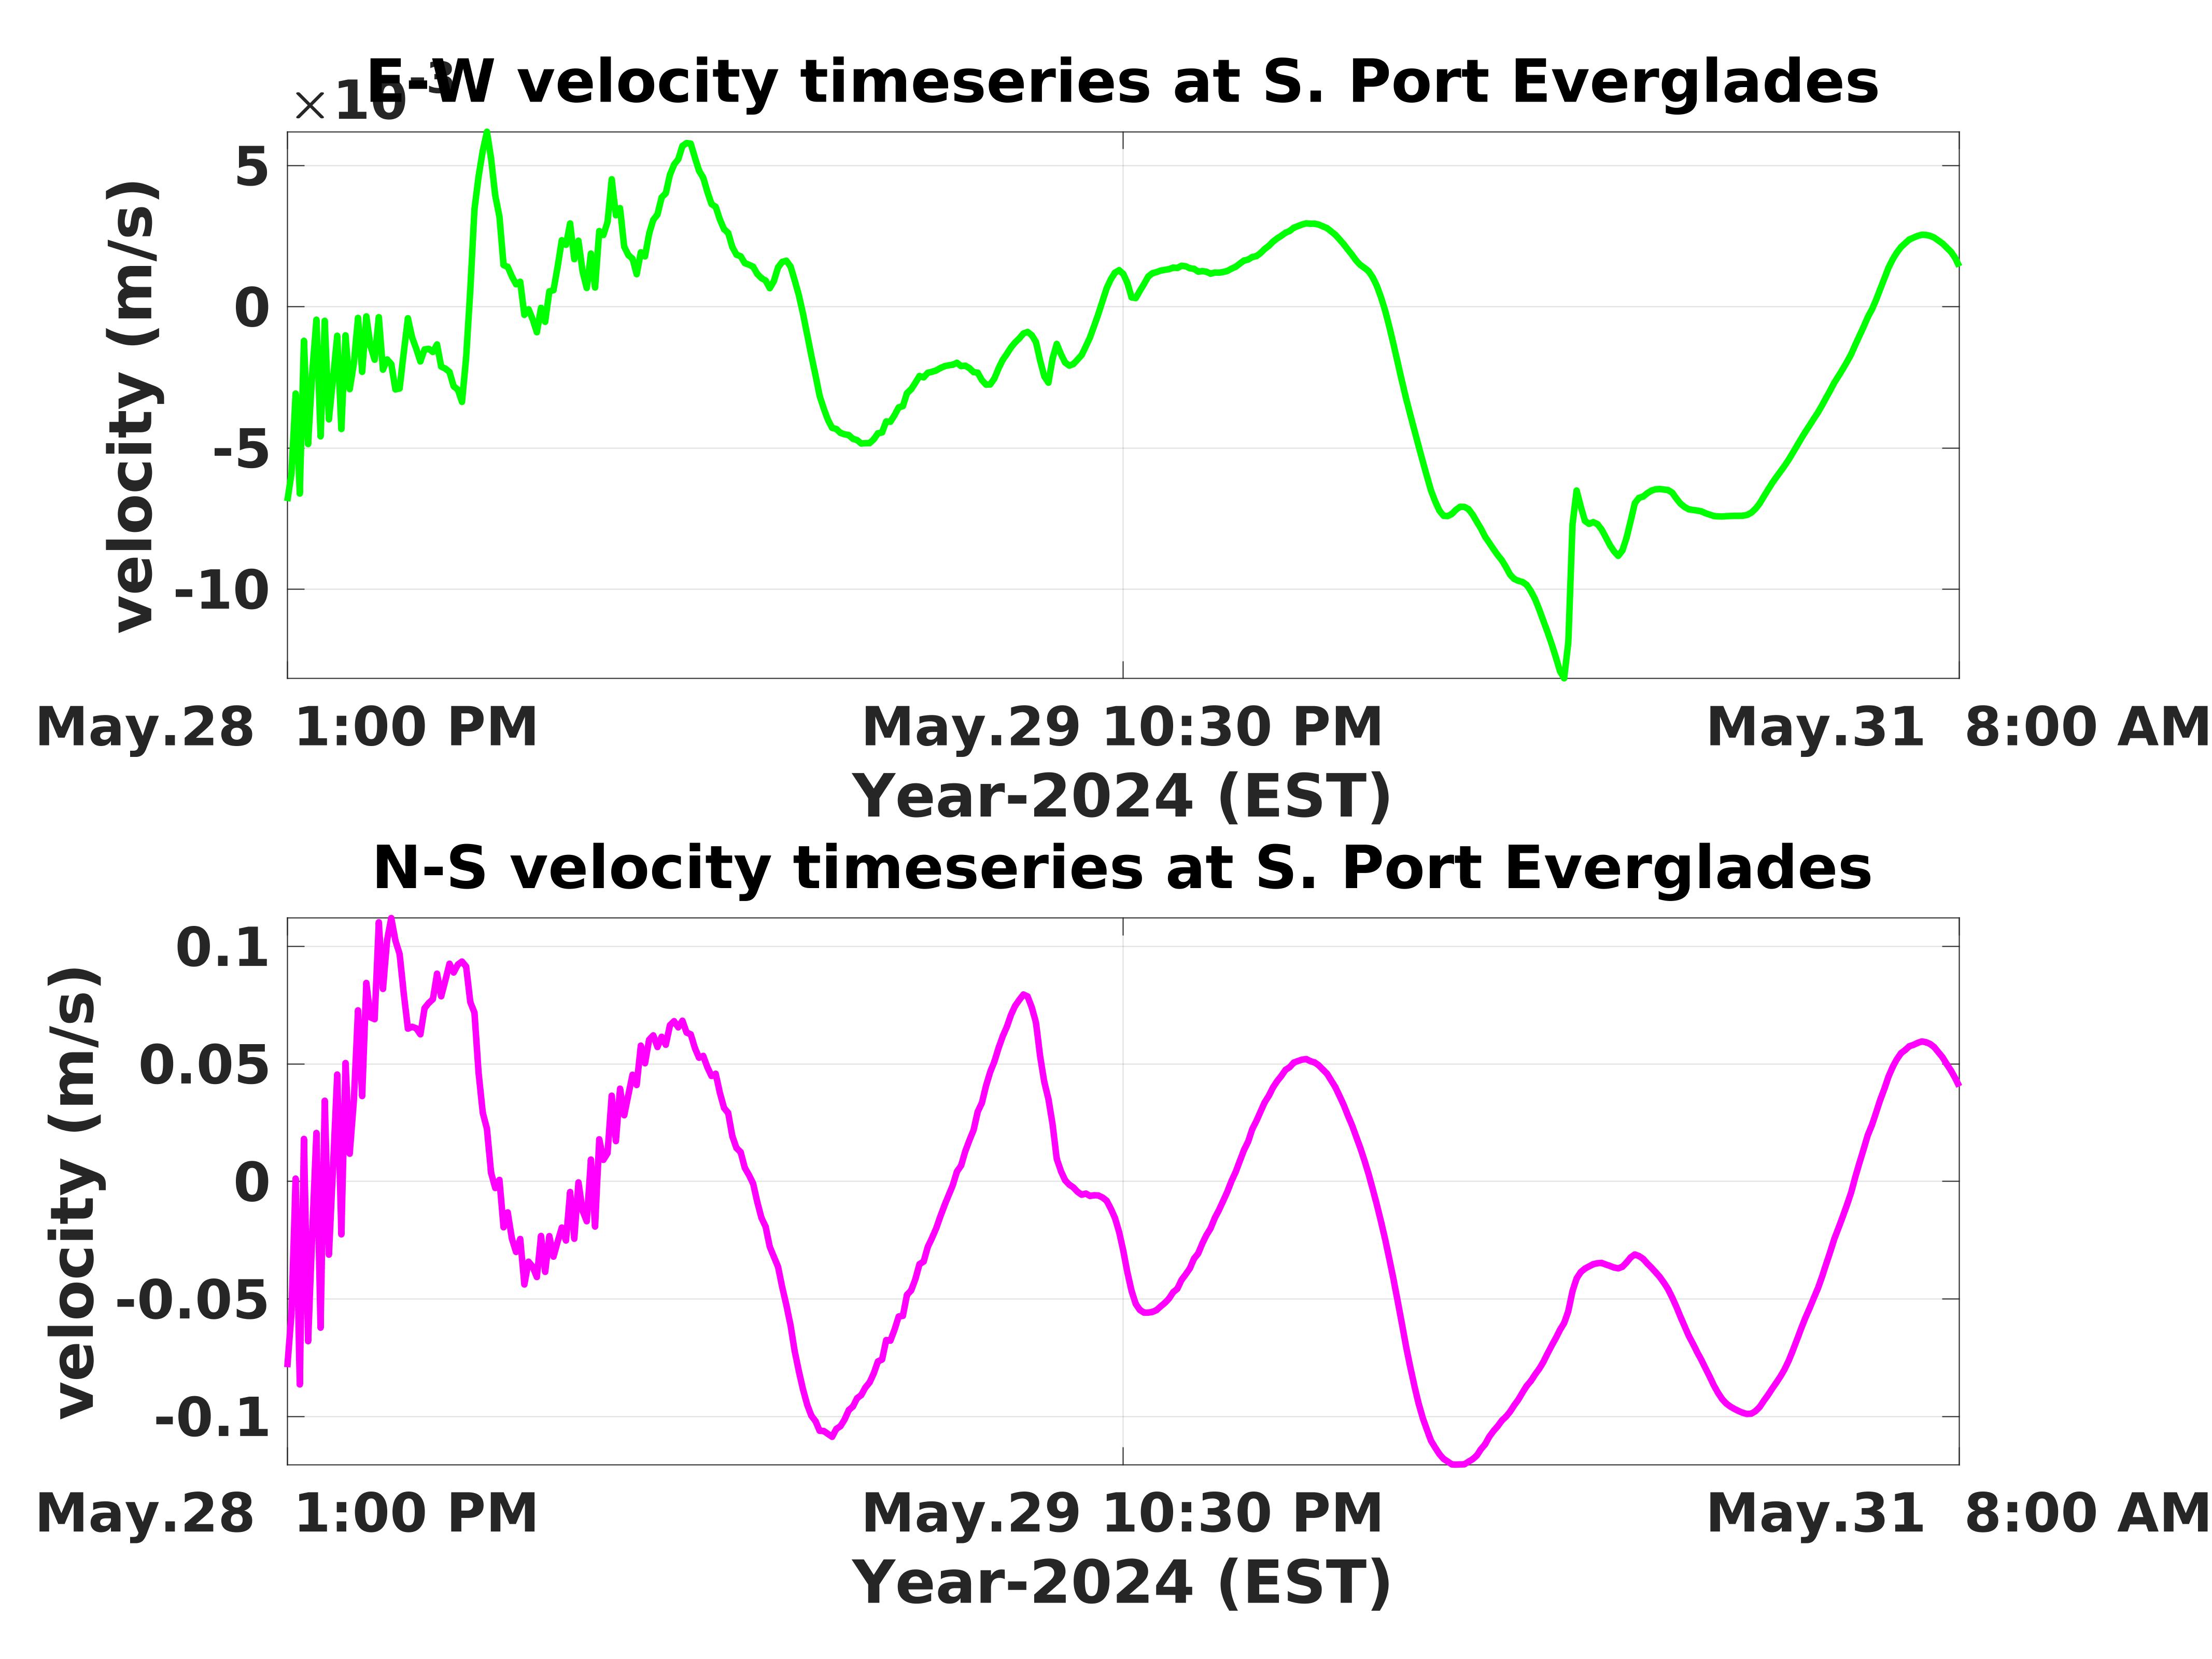 E-W velocity timeseries at S. Port Everglades
×10-3
velocity (m/s)
5
0
-5
-10
May.28  1:00 PM
May.29 10:30 PM
May.31  8:00 AM
Year-2024 (EST)
N-S velocity timeseries at S. Port Everglades
velocity (m/s)
0.1
0.05
0
-0.05
-0.1
May.28  1:00 PM
May.29 10:30 PM
May.31  8:00 AM
Year-2024 (EST)